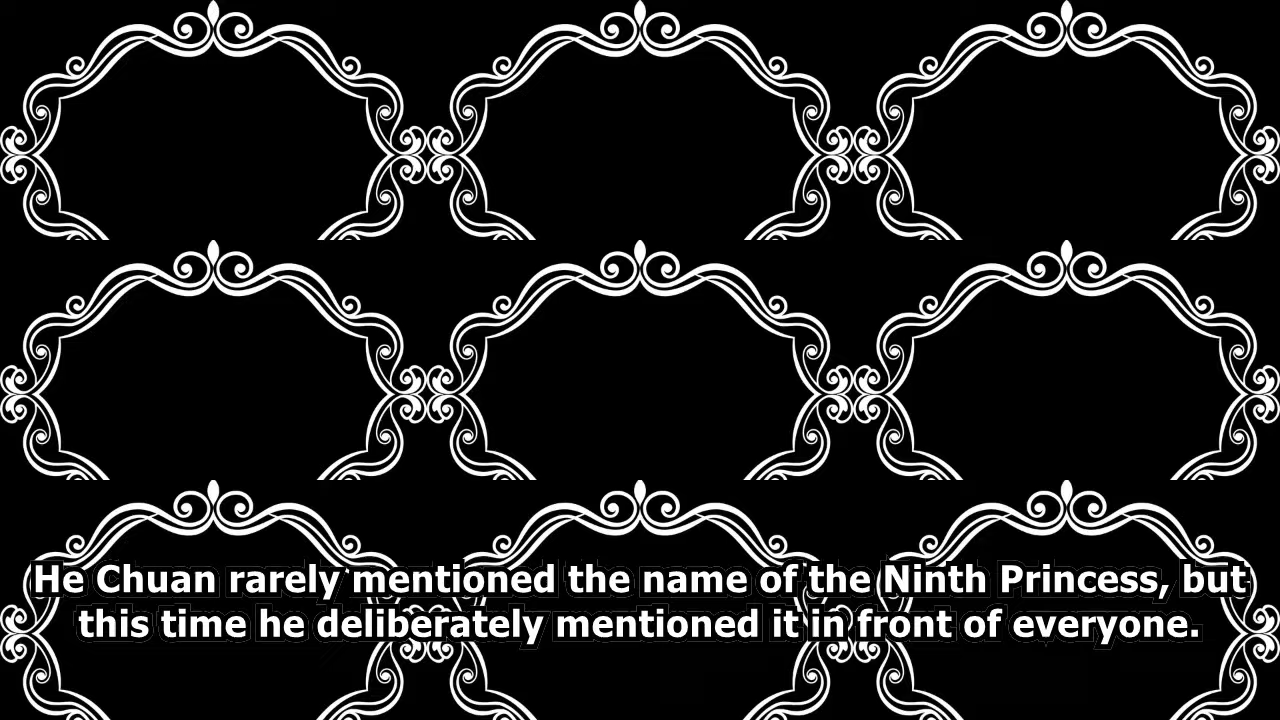 He Chuan rarely mentioned the name of the Ninth Princess, but
this time he deliberately mentioned it in front of everyone.